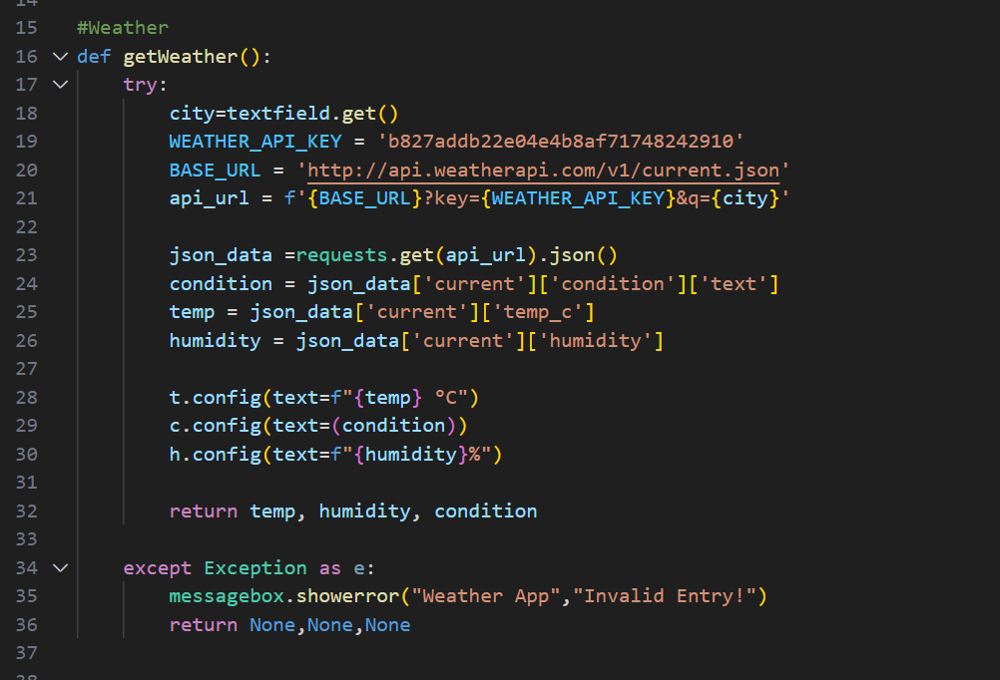 15 #Weather
16 def getWeather():
17     try:
18         city=textfield.get()
19         WEATHER_API_KEY = 'b827addb22e04e4b8af71748242910'
20         BASE_URL = 'http://api.weatherapi.com/v1/current.json'
21         api_url = f'{BASE_URL}?key={WEATHER_API_KEY}&q={city}'
22
23         json_data =requests.get(api_url).json()
24         condition = json_data['current']['condition']['text']
25         temp = json_data['current']['temp_c']
26         humidity = json_data['current']['humidity']
27
28         t.config(text=f"{temp} °C")
29         c.config(text=(condition))
30         h.config(text=f"{humidity}%")
31
32         return temp, humidity, condition
33
34     except Exception as e:
35         messagebox.showerror("Weather App","Invalid Entry!")
36         return None,None,None
37